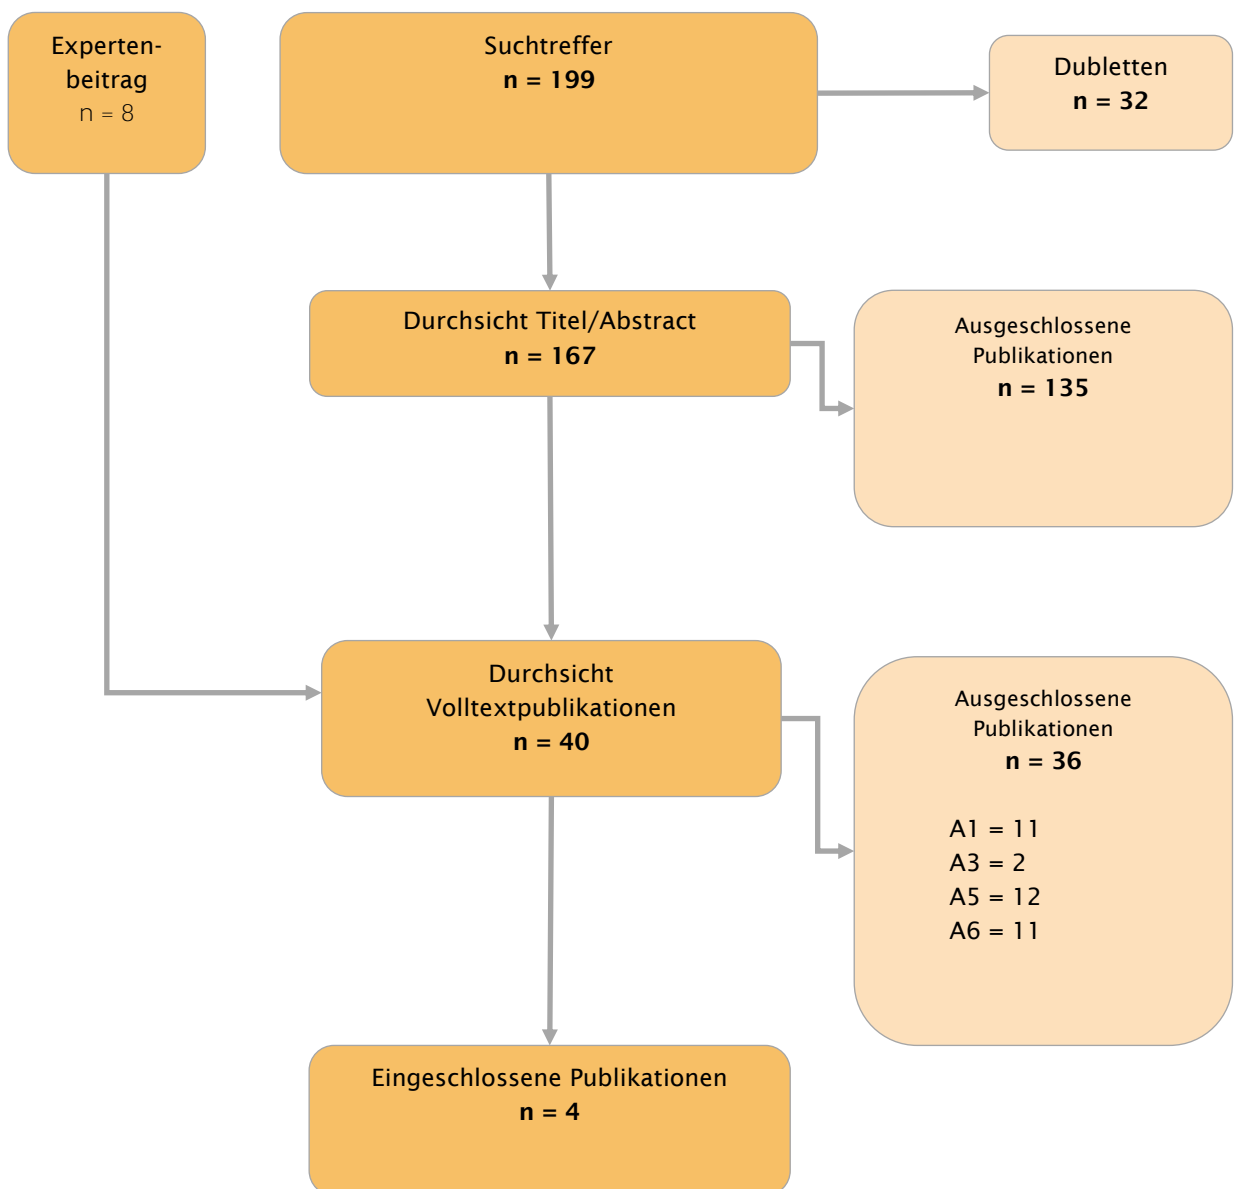 Experten-
beitrag
n = 8
Suchtreffer
n = 199
Dubletten
n = 32
Durchsicht Titel/Abstract
n = 167
Ausgeschlossene
Publikationen
n = 135
Durchsicht
Volltextpublikationen
n = 40
Ausgeschlossene
Publikationen
n = 36
A1 = 11
A3 = 2
A5 = 12
A6 = 11
Eingeschlossene Publikationen
n = 4